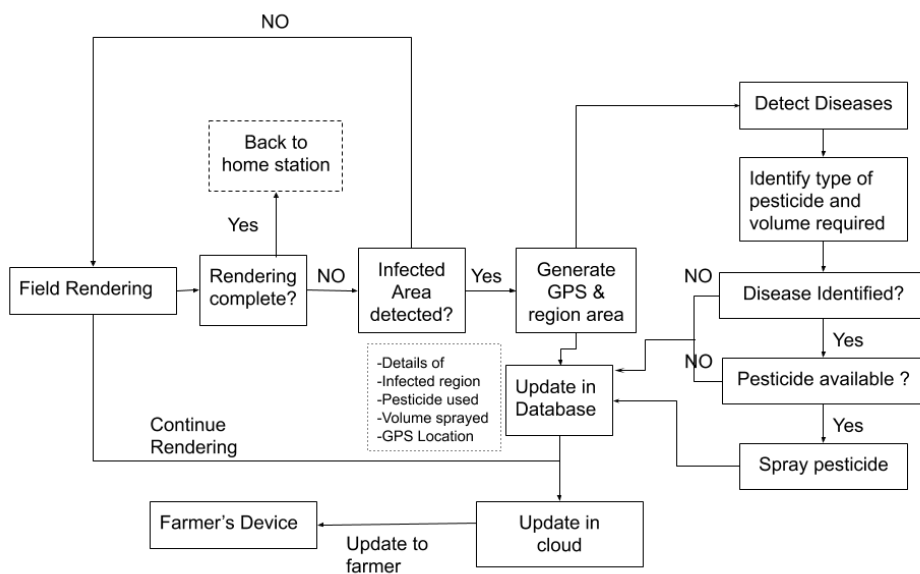 NO
Detect Diseases
Back to
home station
Identify type of
pesticide and
volume required
Yes
Field Rendering
Rendering
complete?
NO
Infected
Area
detected?
Yes
Generate
GPS &
region area
NO
Disease Identified?
Yes
-Details of
-Infected region
-Pesticide used
-Volume sprayed
-GPS Location
Update in
Database
NO
Pesticide available ?
Yes
Continue
Rendering
Spray pesticide
Farmer's Device
Update to
farmer
Update in
cloud